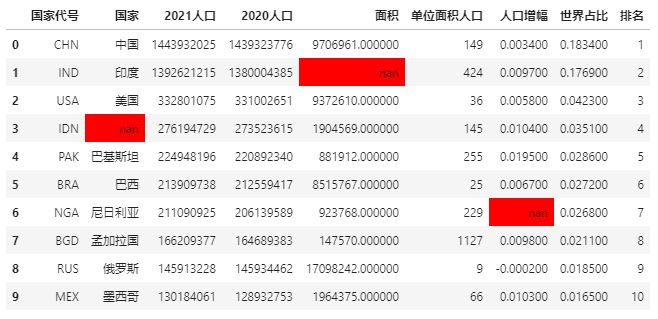 国家代号 国家 2021人口 2020人口 面积 单位面积人口 人口增幅 世界占比 排名
0 CHN 中国 1443932025 1439323776 9706961.000000 149 0.003400 0.183400 1
1 IND 印度 1392621215 1380004385 nan 424 0.009700 0.176900 2
2 USA 美国 332801075 331002651 9372610.000000 36 0.005800 0.042300 3
3 IDN nan 276194729 273523615 1904569.000000 145 0.010400 0.035100 4
4 PAK 巴基斯坦 224948196 220892340 881912.000000 255 0.019500 0.028600 5
5 BRA 巴西 213909738 212559417 8515767.000000 25 0.006700 0.027200 6
6 NGA 尼日利亚 211090925 206139589 923768.000000 229 nan 0.026800 7
7 BGD 孟加拉国 166209377 164689383 147570.000000 1127 0.009800 0.021100 8
8 RUS 俄罗斯 145913228 145934462 17098242.000000 9 -0.000200 0.018500 9
9 MEX 墨西哥 130184061 128932753 1964375.000000 66 0.010300 0.016500 10